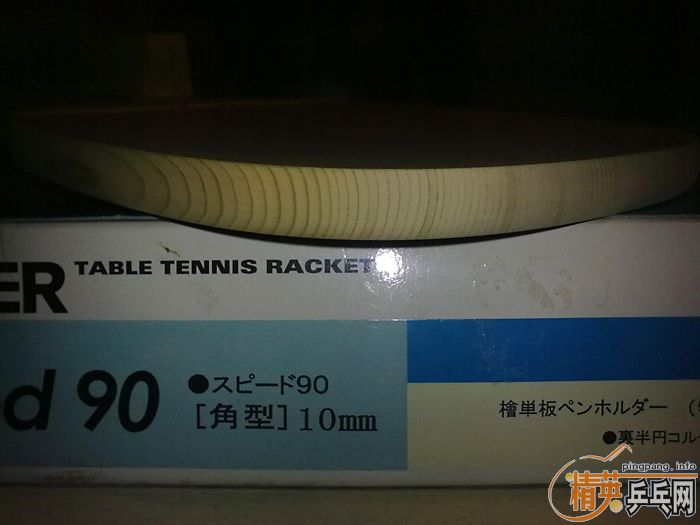 ER TABLE TENNIS RACKET
d 90
●スピード90
[角型]10mm
檜単板ペンホルダー
●裏半円コル
pingpang.info
精英乒乓网